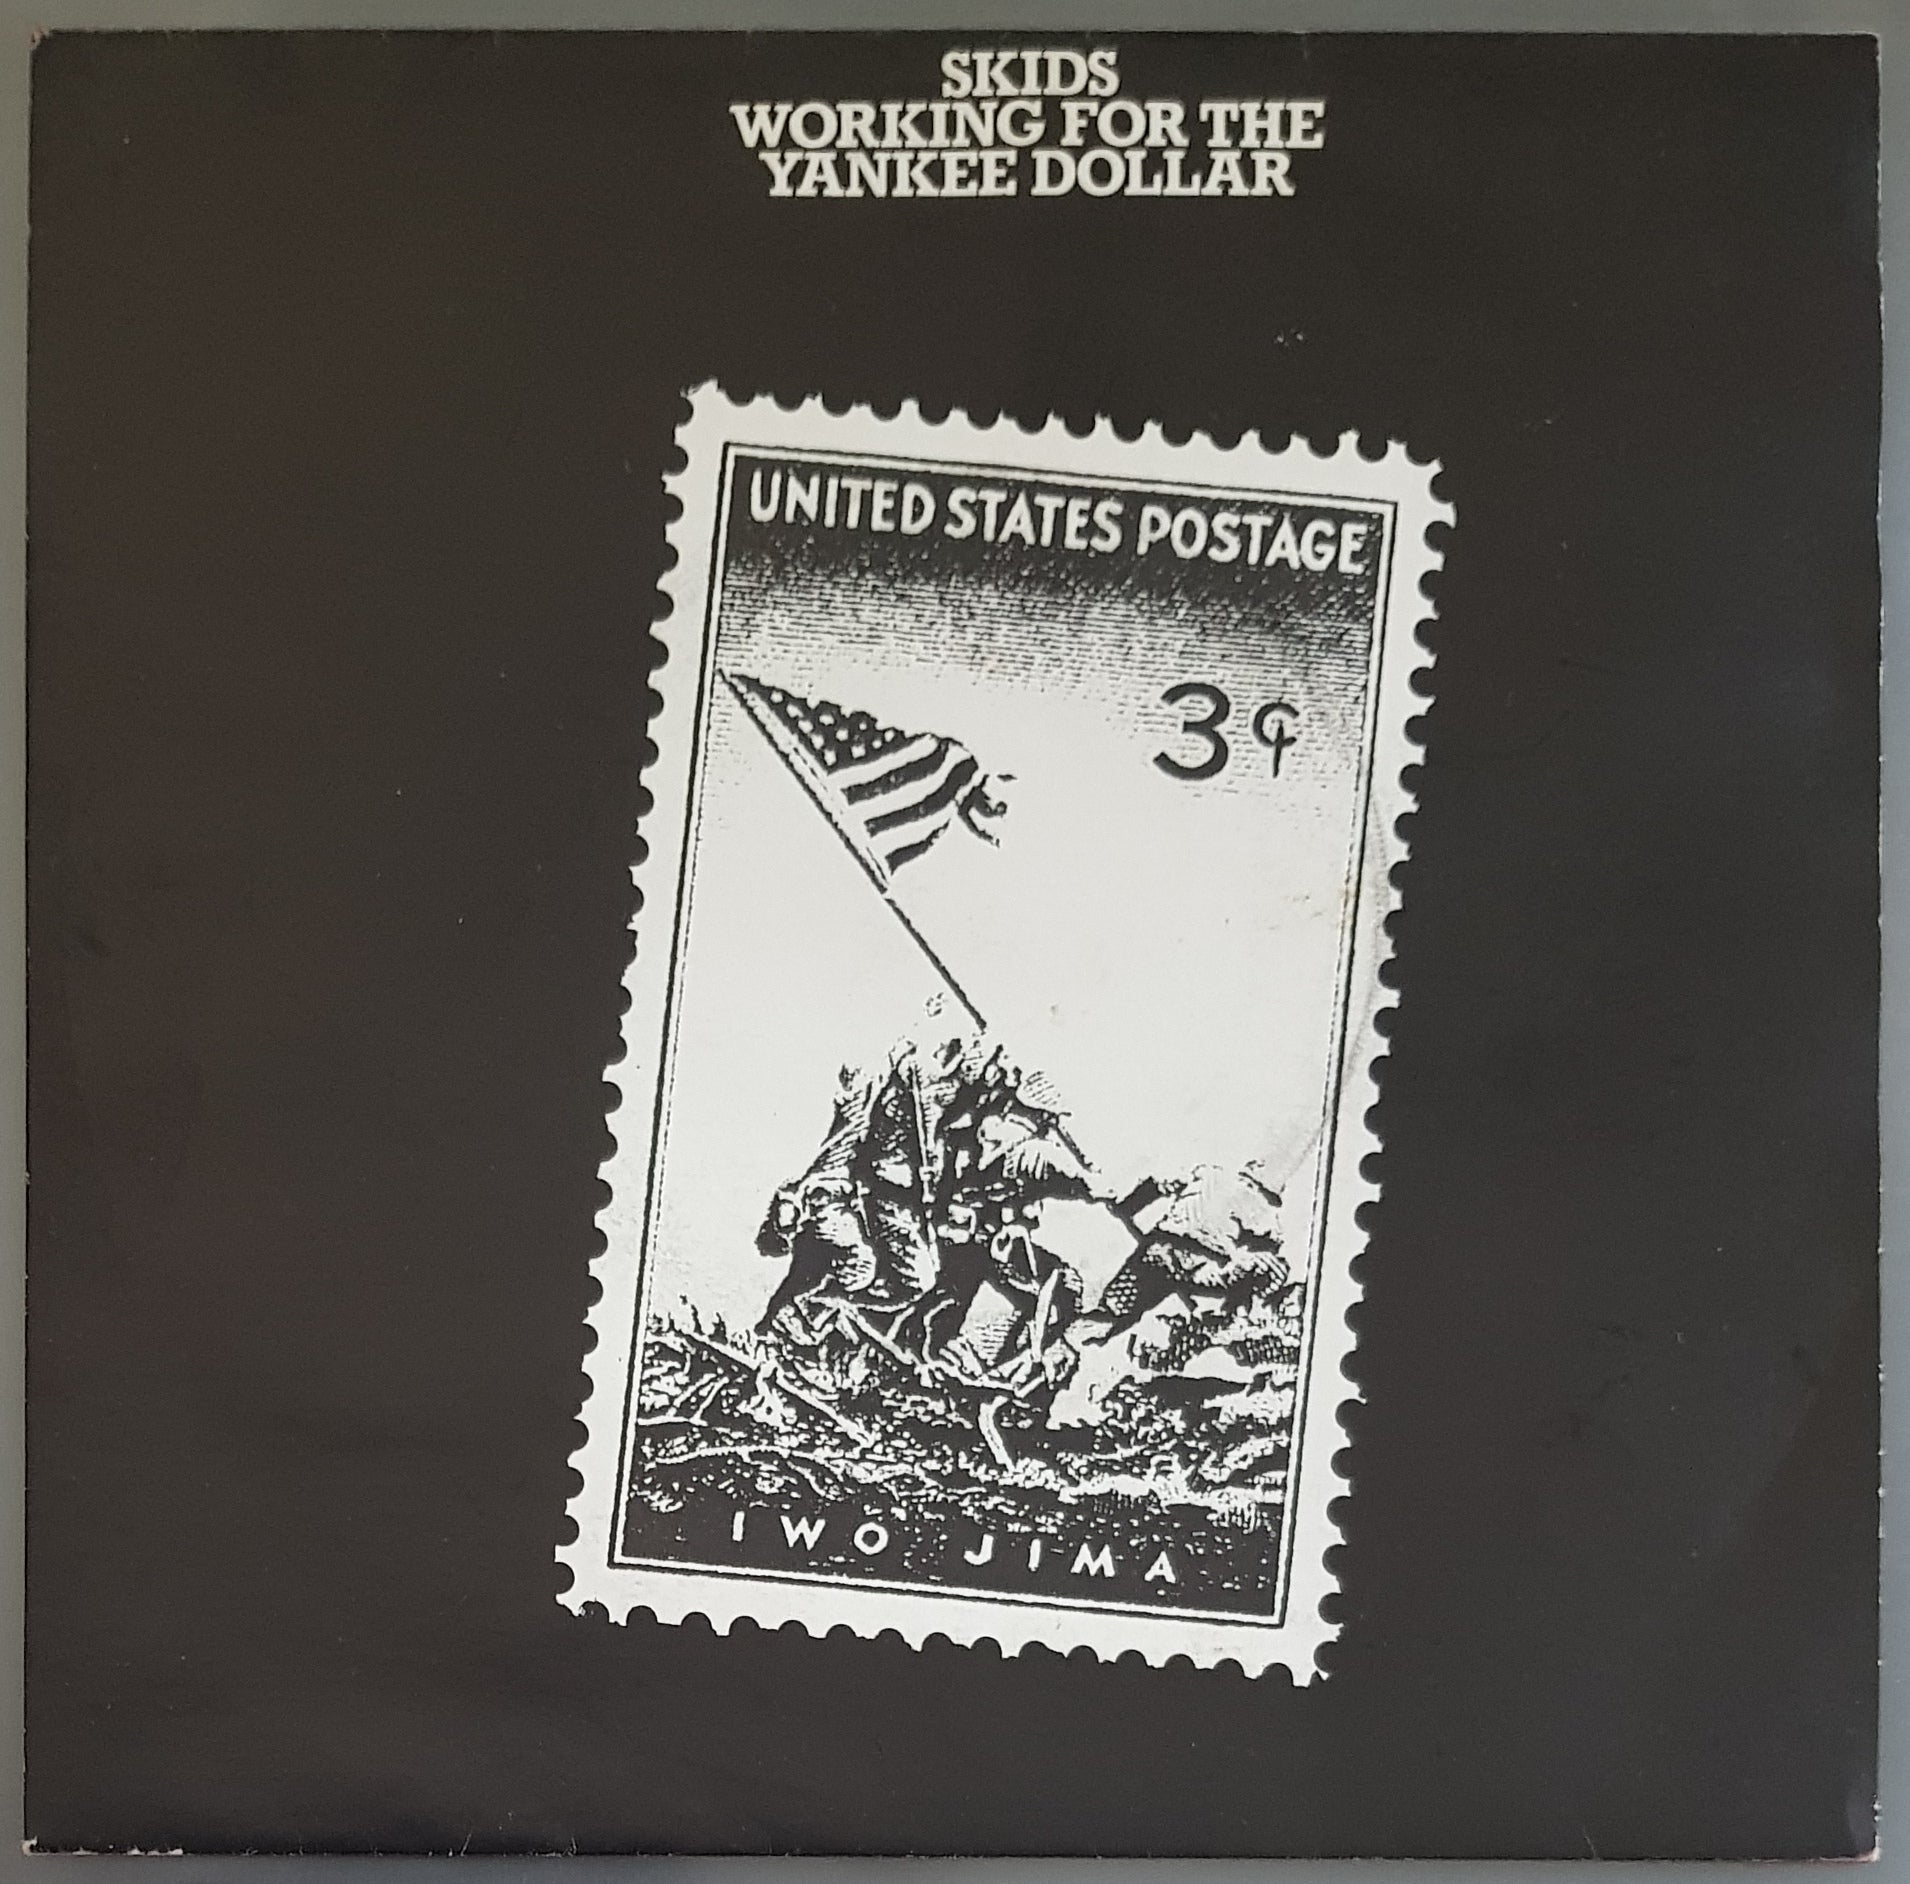 SKIDS
WORKING FOR THE
YANKEE DOLLAR
UNITED STATES POSTAGE
3¢
IWO JIMA